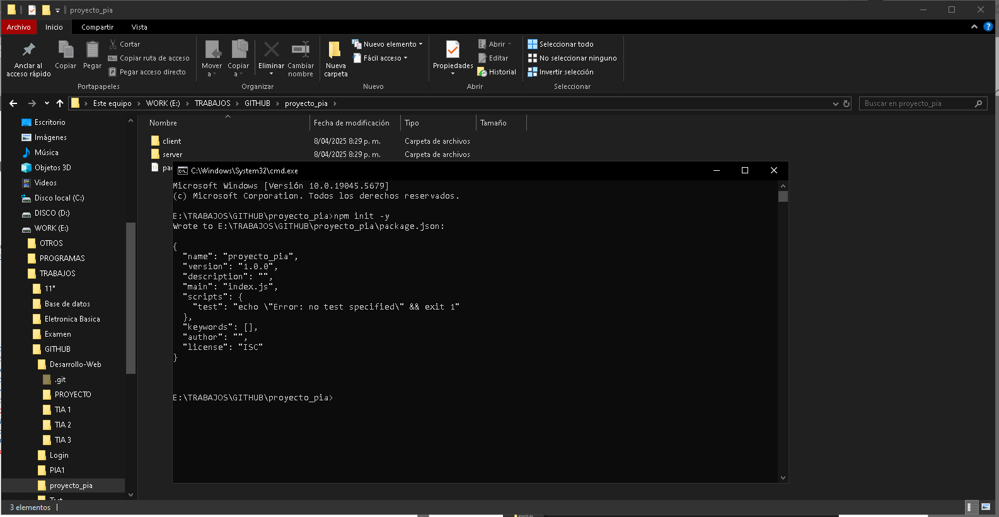 proyecto_pia
Archivo Inicio Compartir Vista
Anclar al acceso rápido
Copiar
Pegar
Cortar
Copiar ruta de acceso
Pegar acceso directo
Portapapeles
Mover a
Copiar a
Eliminar
Cambiar nombre
Organizar
Nueva carpeta
Nuevo elemento
Fácil acceso
Nuevo
Propiedades
Abrir
Editar
Historial
Abrir
Seleccionar todo
No seleccionar ninguno
Invertir selección
Seleccionar
Este equipo > WORK (E:) > TRABAJOS > GITHUB > proyecto_pia >
Buscar en proyecto_pia
Escritorio
Imágenes
Música
Objetos 3D
Videos
Disco local (C:)
DISCO (D:)
WORK (E:)
OTROS
PROGRAMAS
TRABAJOS
11°
Base de datos
Eletronica Basica
Examen
GITHUB
Desarrollo-Web
.git
PROYECTO
TIA 1
TIA 2
TIA 3
Login
PIA1
proyecto_pia
Nombre Fecha de modificación Tipo Tamaño
client 8/04/2025 8:29 p. m. Carpeta de archivos
server 8/04/2025 8:29 p. m. Carpeta de archivos
C:\Windows\System32\cmd.exe
Microsoft Windows [Versión 10.0.19045.5679]
(c) Microsoft Corporation. Todos los derechos reservados.
E:\TRABAJOS\GITHUB\proyecto_pia>npm init -y
Wrote to E:\TRABAJOS\GITHUB\proyecto_pia\package.json:
{
"name": "proyecto_pia",
"version": "1.0.0",
"description": "",
"main": "index.js",
"scripts": {
"test": "echo \"Error: no test specified\" && exit 1"
},
"keywords": [],
"author": "",
"license": "ISC"
}
E:\TRABAJOS\GITHUB\proyecto_pia>
3 elementos